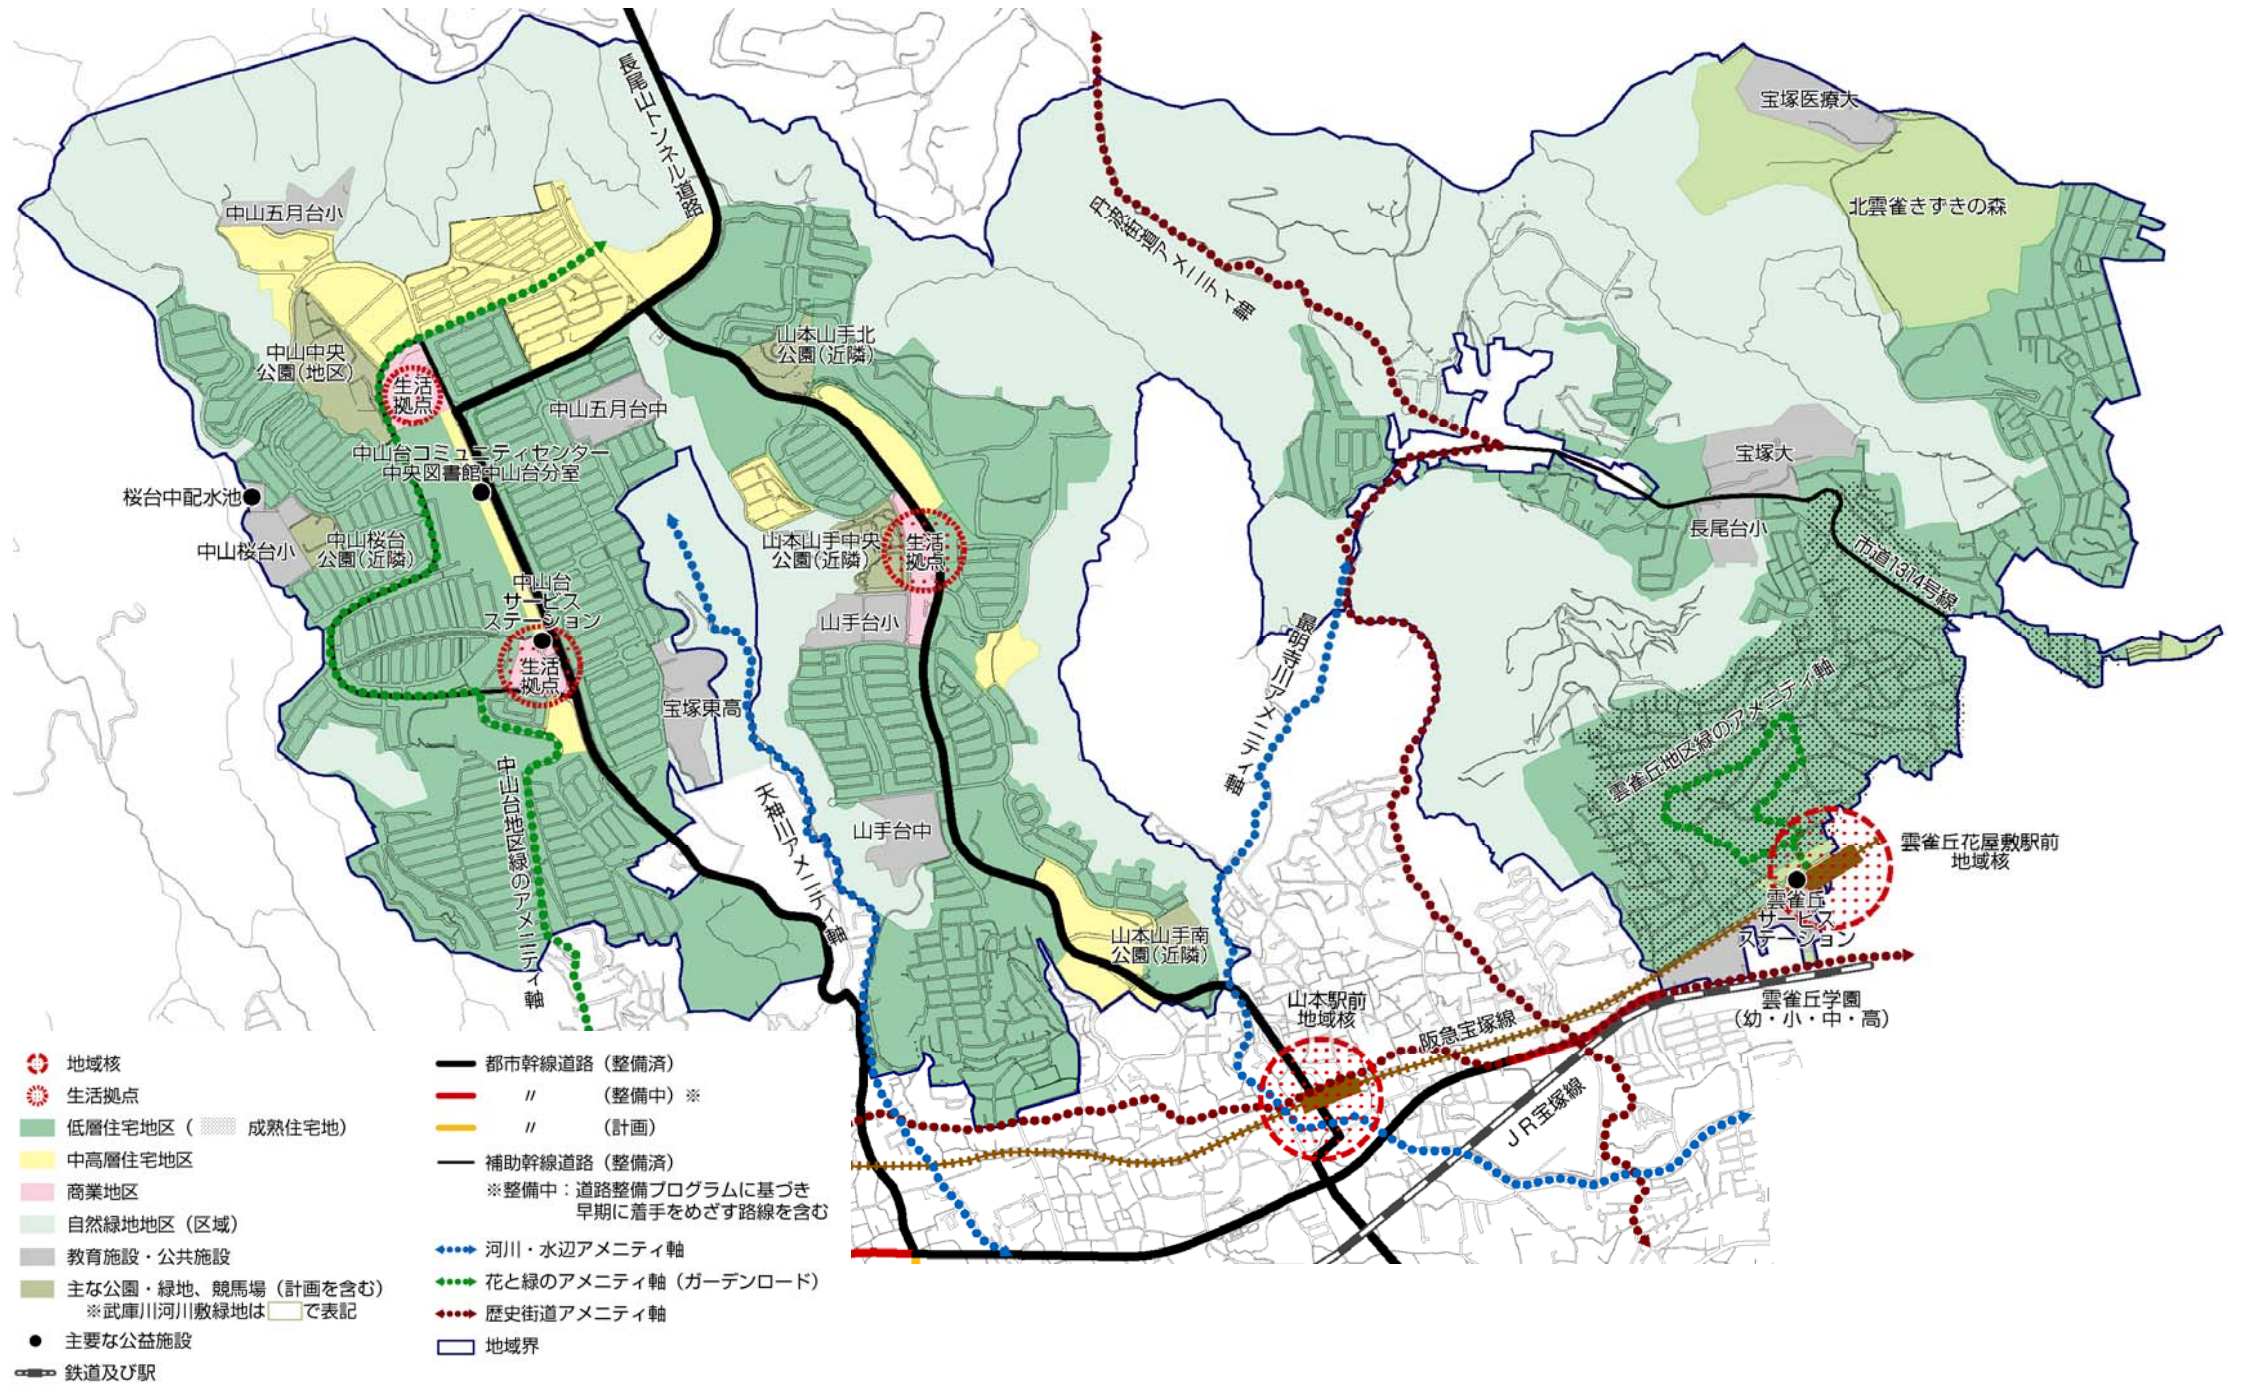 長尾山トンネル道路
宝塚医療大
中山五月台小
北雲雀きずきの森
丹波街道アメニティ軸
山本山手北
公園(近隣)
中山中央
公園(地区)
生活
拠点
中山五月台中
中山台コミュニティセンター
中央図書館中山台分室
宝塚大
桜台中配水池
長尾台小
中山桜台小
中山桜台
公園(近隣)
山本山手中央
公園(近隣)
生活
拠点
市道1314号線
中山台
サービス
ステーション
山手台小
最明寺川アメニティ軸
生活
拠点
宝塚東高
雲雀丘地区緑のアメニティ軸
中山台地区緑のアメニティ軸
天神川アメニティ軸
山手台中
雲雀丘花屋敷駅前
地域核
雲雀丘
サービス
ステーション
山本山手南
公園(近隣)
山本駅前
地域核
阪急宝塚線
雲雀丘学園
(幼・小・中・高)
JR宝塚線
地域核
生活拠点
低層住宅地区( 成熟住宅地)
中高層住宅地区
商業地区
自然緑地地区(区域)
教育施設・公共施設
主な公園・緑地、競馬場(計画を含む)
※武庫川河川敷緑地は で表記
主要な公益施設
鉄道及び駅
都市幹線道路(整備済)
〃 (整備中)※
〃 (計画)
補助幹線道路(整備済)
※整備中:道路整備プログラムに基づき
早期に着手をめざす路線を含む
河川・水辺アメニティ軸
花と緑のアメニティ軸(ガーデンロード)
歴史街道アメニティ軸
地域界